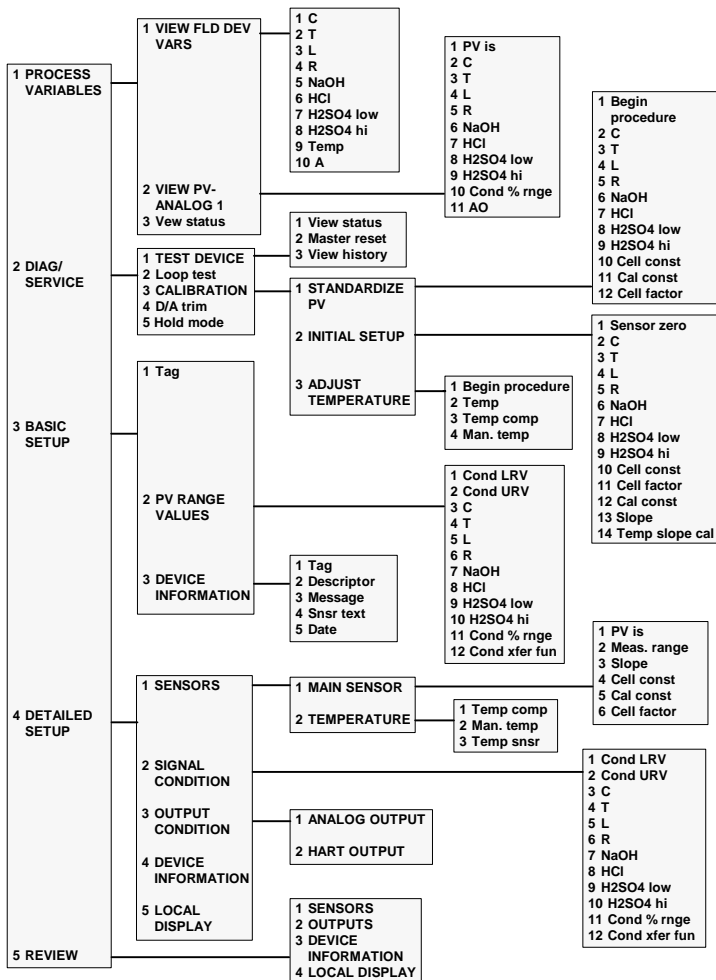 1 PROCESS
VARIABLES
2 DIAG/
SERVICE
3 BASIC
SETUP
4 DETAILED
SETUP
5 REVIEW
1 VIEW FLD DEV
VARS
2 VIEW PV-
ANALOG 1
3 Vew status
1 C
2 T
3 L
4 R
5 NaOH
6 HCl
7 H2SO4 low
8 H2SO4 hi
9 Temp
10 A
1 PV is
2 C
3 T
4 L
5 R
6 NaOH
7 HCl
8 H2SO4 low
9 H2SO4 hi
10 Cond % rnge
11 AO
1 TEST DEVICE
2 Loop test
3 CALIBRATION
4 D/A trim
5 Hold mode
1 View status
2 Master reset
3 View history
1 STANDARDIZE
PV
2 INITIAL SETUP
3 ADJUST
TEMPERATURE
1 Begin
procedure
2 C
3 T
4 L
5 R
6 NaOH
7 HCl
8 H2SO4 low
9 H2SO4 hi
10 Cell const
11 Cal const
12 Cell factor
1 Sensor zero
2 C
3 T
4 L
5 R
6 NaOH
7 HCl
8 H2SO4 low
9 H2SO4 hi
10 Cell const
11 Cell factor
12 Cal const
13 Slope
14 Temp slope cal
1 Begin procedure
2 Temp
3 Temp comp
4 Man. temp
1 Tag
2 PV RANGE
VALUES
3 DEVICE
INFORMATION
1 Cond LRV
2 Cond URV
3 C
4 T
5 L
6 R
7 NaOH
8 HCl
9 H2SO4 low
10 H2SO4 hi
11 Cond % rnge
12 Cond xfer fun
1 Tag
2 Descriptor
3 Message
4 Snsr text
5 Date
1 SENSORS
2 SIGNAL
CONDITION
3 OUTPUT
CONDITION
4 DEVICE
INFORMATION
5 LOCAL
DISPLAY
1 MAIN SENSOR
2 TEMPERATURE
1 PV is
2 Meas. range
3 Slope
4 Cell const
5 Cal const
6 Cell factor
1 Temp comp
2 Man. temp
3 Temp snsr
1 Cond LRV
2 Cond URV
3 C
4 T
5 L
6 R
7 NaOH
8 HCl
9 H2SO4 low
10 H2SO4 hi
11 Cond % rnge
12 Cond xfer fun
1 ANALOG OUTPUT
2 HART OUTPUT
1 SENSORS
2 OUTPUTS
3 DEVICE
INFORMATION
4 LOCAL DISPLAY